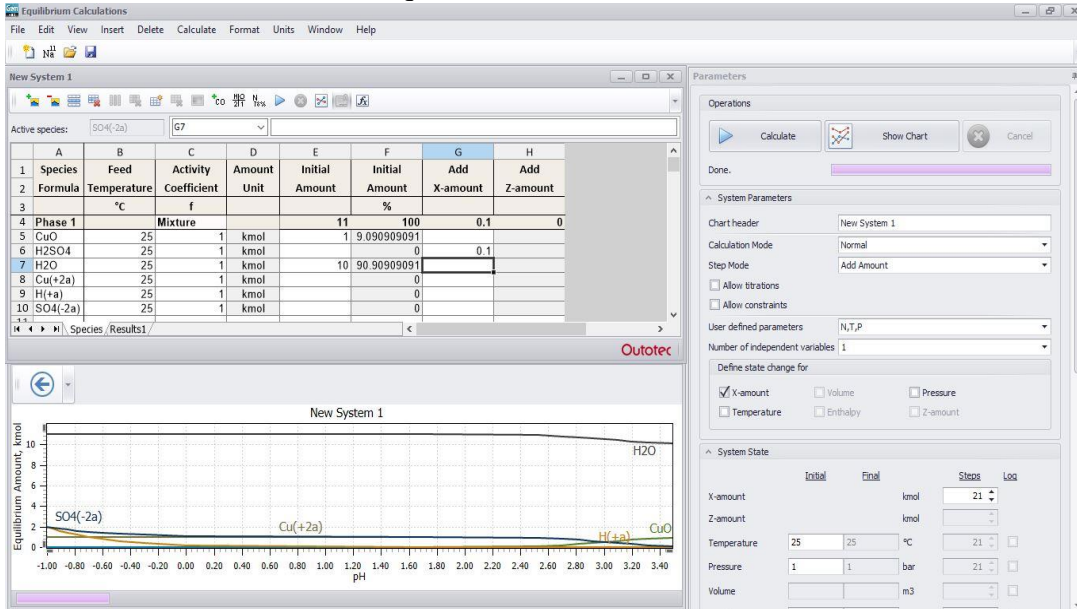 Equilibrium Calculations
File Edit View Insert Delete Calculate Format Units Window Help
New System 1
Active species: SO4(-2a) G7
A B C D E F G H
1 Species Feed Activity Amount Initial Initial Add Add
2 Formula Temperature Coefficient Unit Amount Amount X-amount Z-amount
3 °C f %
4 Phase 1 Mixture 11 100 0.1 0
5 CuO 25 1 kmol 1 9.090909091
6 H2SO4 25 1 kmol 0 0.1
7 H2O 25 1 kmol 10 90.90909091
8 Cu(+2a) 25 1 kmol 0
9 H(+a) 25 1 kmol 0
10 SO4(-2a) 25 1 kmol 0
11
Species Results1
Outotec
New System 1
Equilibrium Amount, kmol
10
8
6
4
2
0
H2O
SO4(-2a)
Cu(+2a)
H(+a)
CuO
-1.00 -0.80 -0.60 -0.40 -0.20 0.00 0.20 0.40 0.60 0.80 1.00 1.20 1.40 1.60 1.80 2.00 2.20 2.40 2.60 2.80 3.00 3.20 3.40
pH
Parameters
Operations
Calculate Show Chart Cancel
Done.
System Parameters
Chart header New System 1
Calculation Mode Normal
Step Mode Add Amount
Allow titrations
Allow constraints
User defined parameters N,T,P
Number of independent variables 1
Define state change for
X-amount Volume Pressure
Temperature Enthalpy Z-amount
System State
Initial Final Steps Log
X-amount kmol 21
Z-amount kmol
Temperature 25 25 °C 21
Pressure 1 1 bar 21
Volume m3